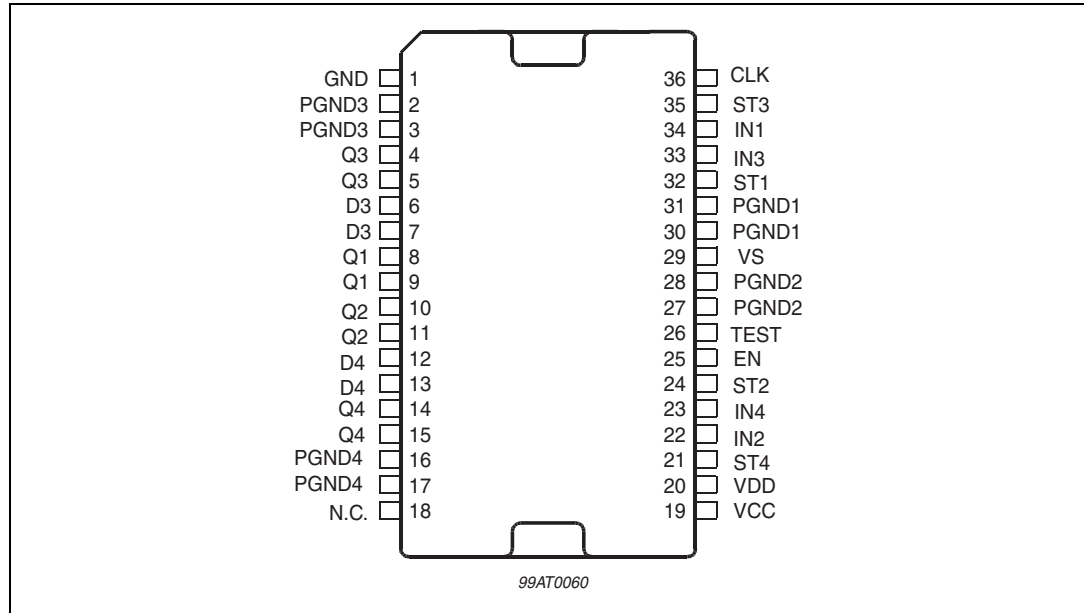 GND 1 36 CLK
PGND3 2 35 ST3
PGND3 3 34 IN1
Q3 4 33 IN3
Q3 5 32 ST1
D3 6 31 PGND1
D3 7 30 PGND1
Q1 8 29 VS
Q1 9 28 PGND2
Q2 10 27 PGND2
Q2 11 26 TEST
D4 12 25 EN
D4 13 24 ST2
Q4 14 23 IN4
Q4 15 22 IN2
PGND4 16 21 ST4
PGND4 17 20 VDD
N.C. 18 19 VCC
99AT0060